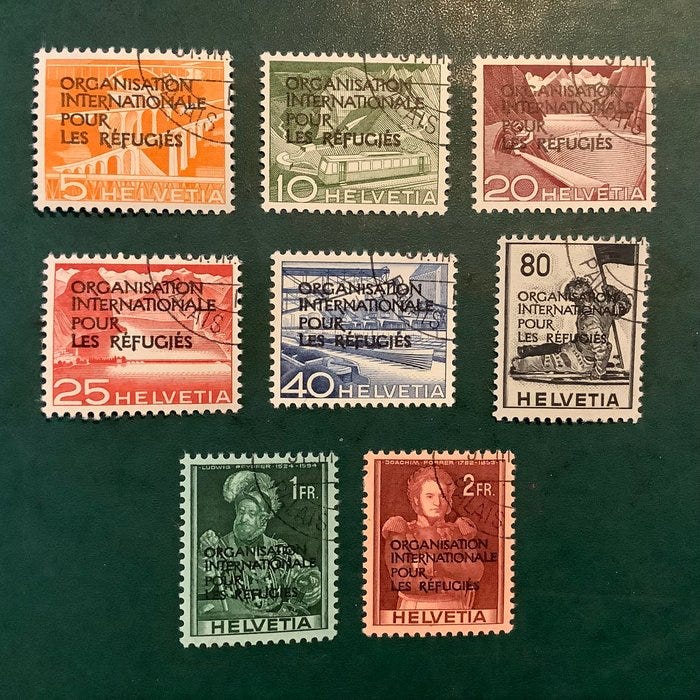 ORGANISATION
INTERNATIONALE
POUR
LES RÉFUGIÉS
5 HELVETIA
ORGANISATION
INTERNATIONALE
POUR
LES RÉFUGIÉS
10 HELVETIA
ORGANISATION
INTERNATIONALE
POUR
LES RÉFUGIÉS
20 HELVETIA
ORGANISATION
INTERNATIONALE
POUR
LES RÉFUGIÉS
25 HELVETIA
ORGANISATION
INTERNATIONALE
POUR
LES RÉFUGIÉS
40 HELVETIA
80
ORGANISATION
INTERNATIONALE
POUR
LES RÉFUGIÉS
HELVETIA
LUDWIG PFYFFER 1524-1594
1 FR.
ORGANISATION
INTERNATIONALE
POUR
LES RÉFUGIÉS
HELVETIA
JOACHIM FORRER 1782-1833
2 FR.
ORGANISATION
INTERNATIONALE
POUR
LES RÉFUGIÉS
HELVETIA